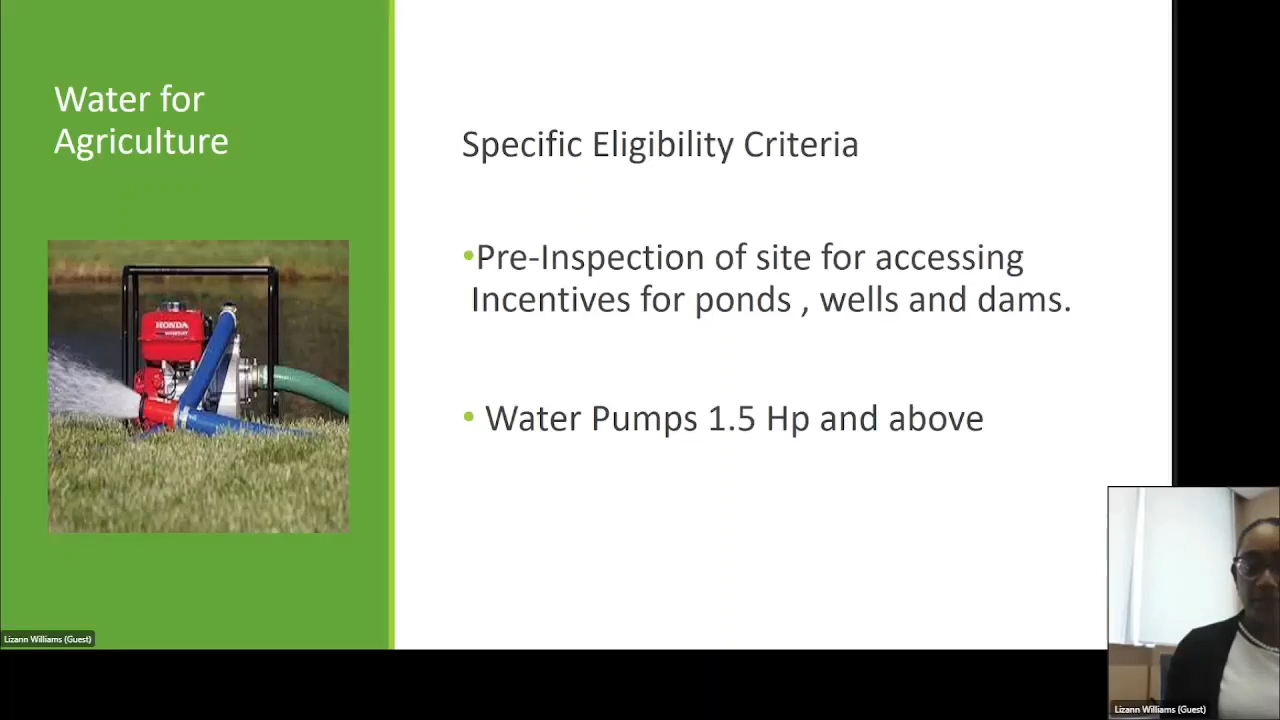 Water for
Agriculture
HONDA
Specific Eligibility Criteria
•Pre-Inspection of site for accessing
Incentives for ponds , wells and dams.
• Water Pumps 1.5 Hp and above
Lizann Williams (Guest)
Lizann Williams (Guest)